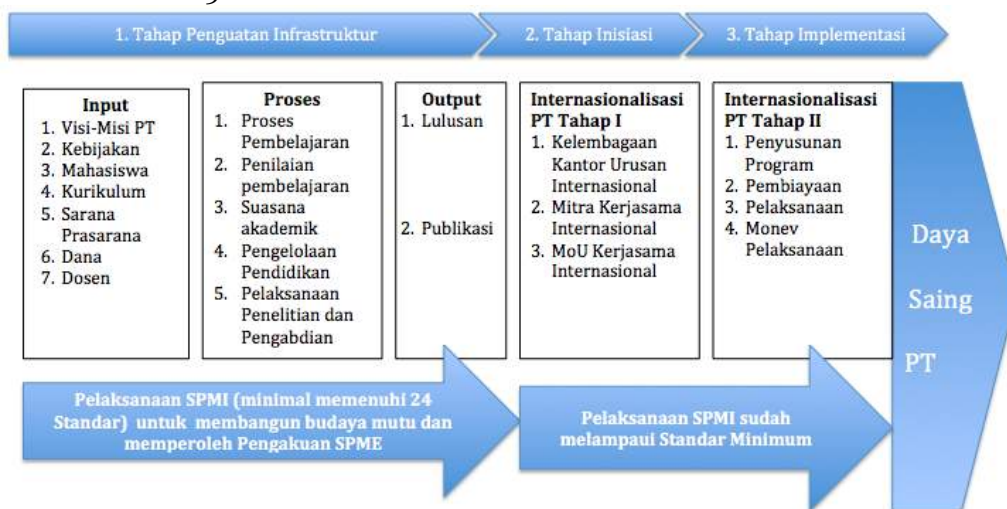 1. Tahap Penguatan Infrastruktur
2. Tahap Inisiasi
3. Tahap Implementasi
Input
1. Visi-Misi PT
2. Kebijakan
3. Mahasiswa
4. Kurikulum
5. Sarana
Prasarana
6. Dana
7. Dosen
Proses
1. Proses
Pembelajaran
2. Penilaian
pembelajaran
3. Suasana
akademik
4. Pengelolaan
Pendidikan
5. Pelaksanaan
Penelitian dan
Pengabdian
Output
1. Lulusan
2. Publikasi
Internasionalisasi
PT Tahap I
1. Kelembagaan
Kantor Urusan
Internasional
2. Mitra Kerjasama
Internasional
3. MoU Kerjasama
Internasional
Internasionalisasi
PT Tahap II
1. Penyusunan
Program
2. Pembiayaan
3. Pelaksanaan
4. Monev
Pelaksanaan
Daya
Saing
PT
Pelaksanaan SPMI (minimal memenuhi 24
Standar) untuk membangun budaya mutu dan
memperoleh Pengakuan SPME
Pelaksanaan SPMI sudah
melampaui Standar Minimum